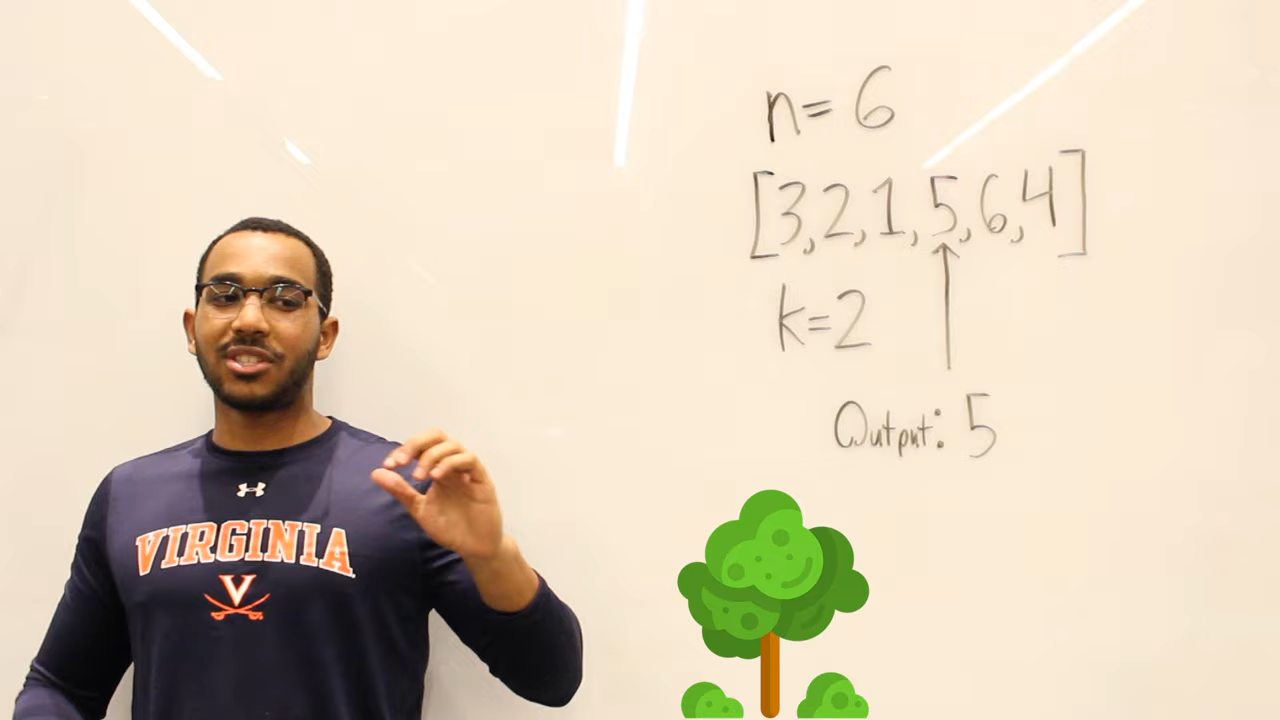 n= 6
[3,2,1,5,6,4]
k=2
Output: 5
VIRGINIA
V